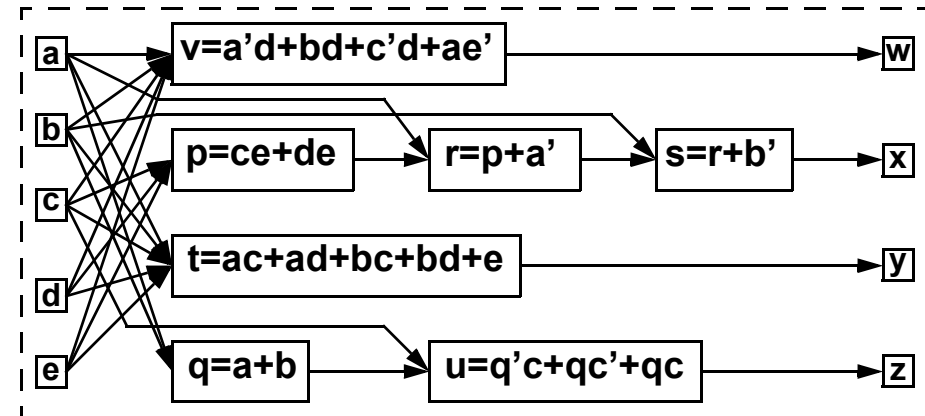 a
v=a’d+bd+c’d+ae’
w
b
p=ce+de
r=p+a’
s=r+b’
x
c
t=ac+ad+bc+bd+e
y
d
e
q=a+b
u=q’c+qc’+qc
z